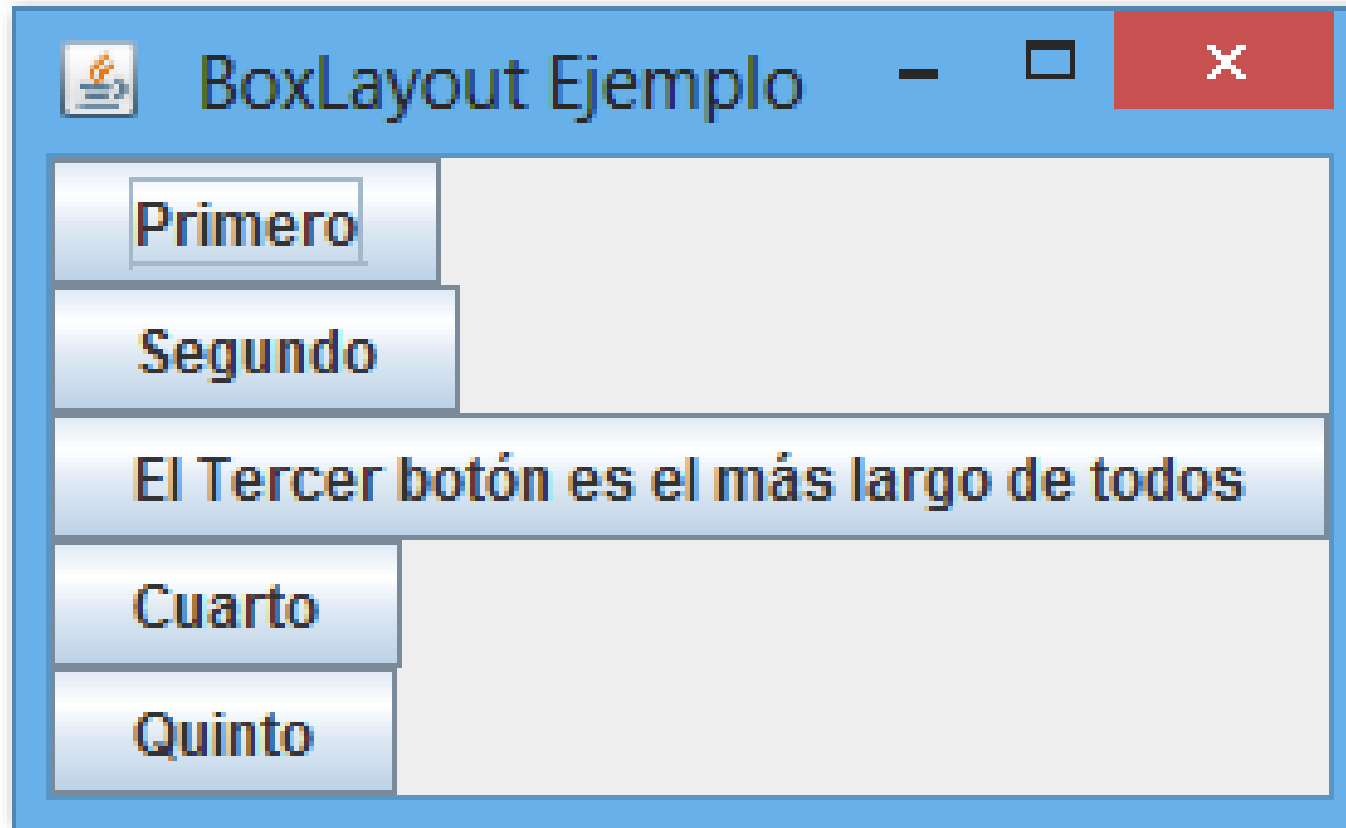 BoxLayout Ejemplo
Primero
Segundo
El Tercer botón es el más largo de todos
Cuarto
Quinto